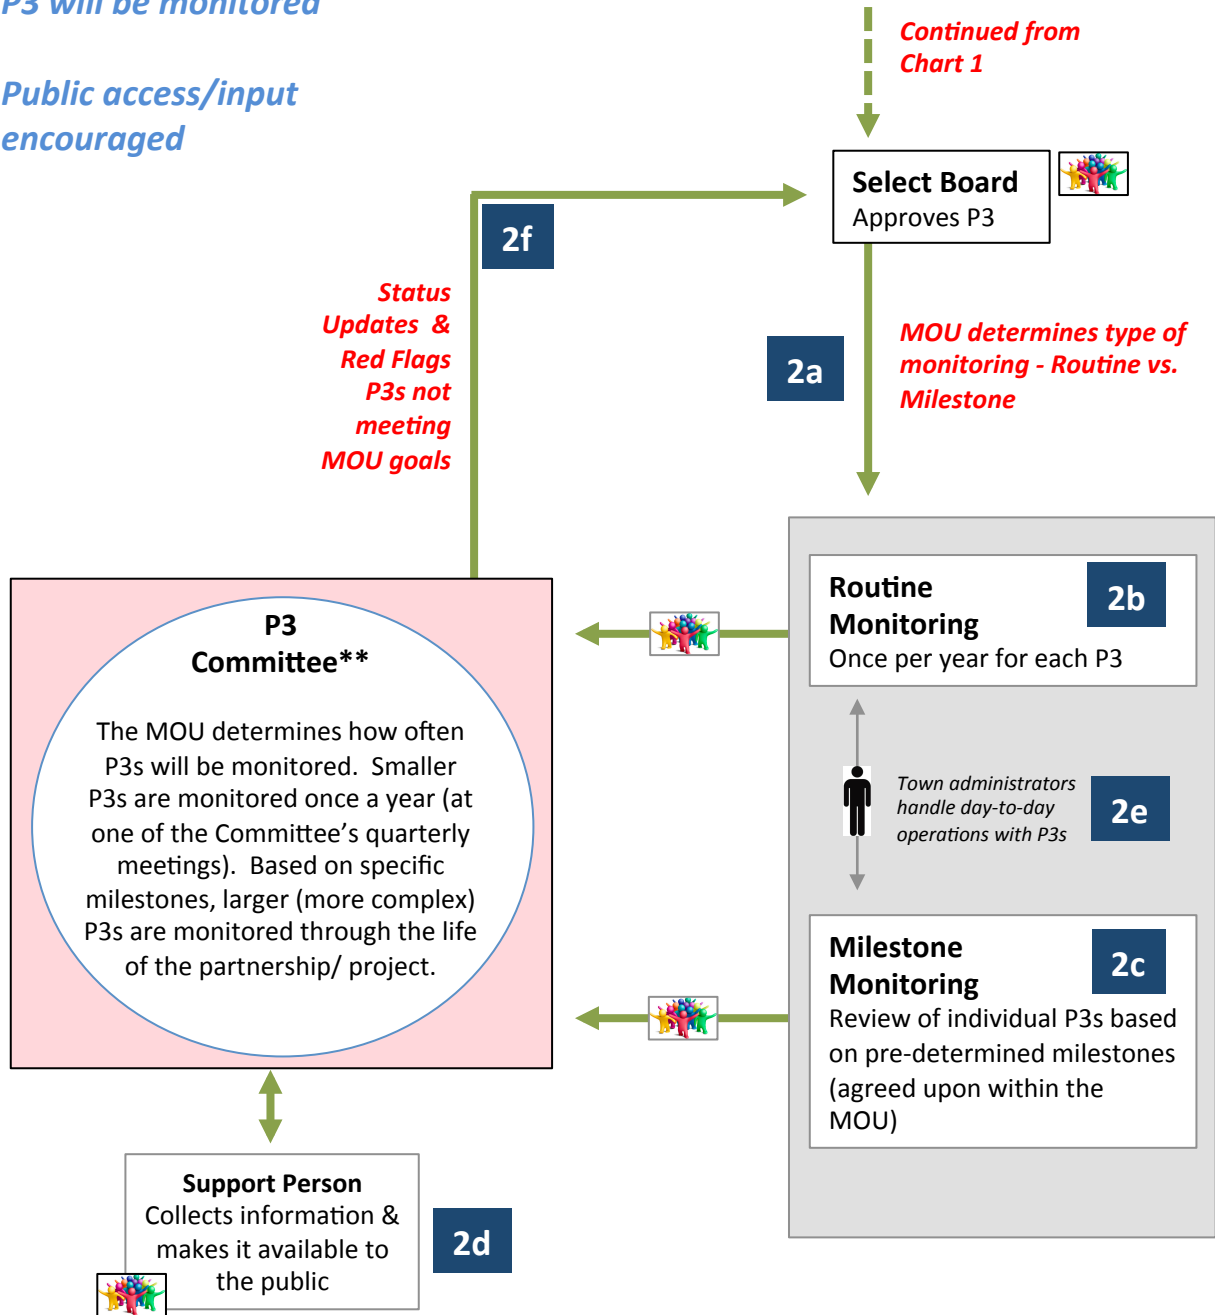 P3 will be monitored
Public access/input
encouraged
Continued from
Chart 1
Select Board
Approves P3
2f
Status
Updates &
Red Flags
P3s not
meeting
MOU goals
2a
MOU determines type of
monitoring - Routine vs.
Milestone
Routine
Monitoring
Once per year for each P3
2b
P3
Committee**
The MOU determines how often
P3s will be monitored. Smaller
P3s are monitored once a year (at
one of the Committee's quarterly
meetings). Based on specific
milestones, larger (more complex)
P3s are monitored through the life
of the partnership/ project.
Town administrators
handle day-to-day
operations with P3s
2e
Milestone
Monitoring
Review of individual P3s based
on pre-determined milestones
(agreed upon within the
MOU)
2c
Support Person
Collects information &
makes it available to
the public
2d